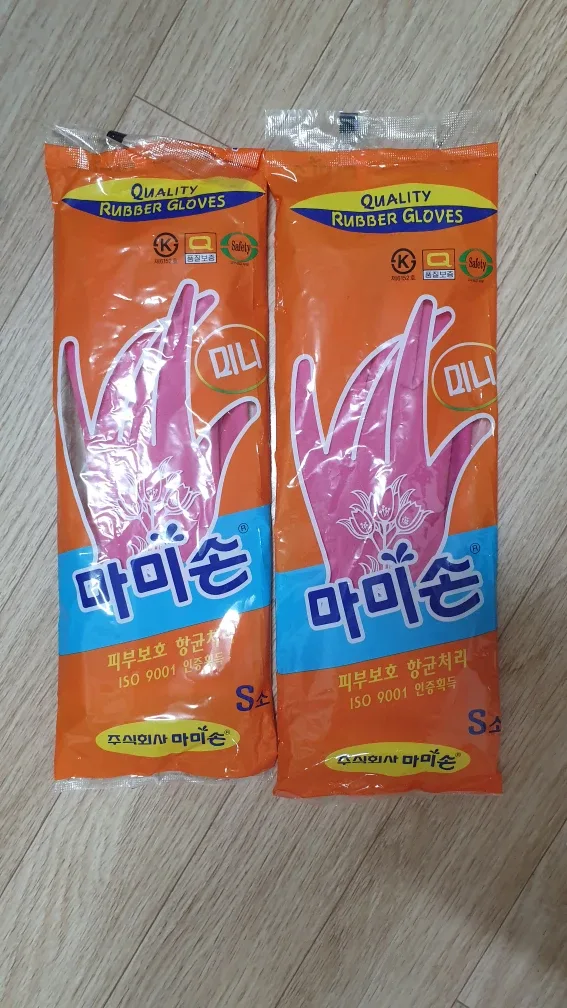 QUALITY
RUBBER GLOVES
품질보증
Safety
미니
마미손
피부보호 항균처리
ISO 9001 인증획득
S소
주식회사 마미손
QUALITY
RUBBER GLOVES
품질보증
Safety
미니
마미손
피부보호 항균처리
ISO 9001 인증획득
S소
주식회사 마미손